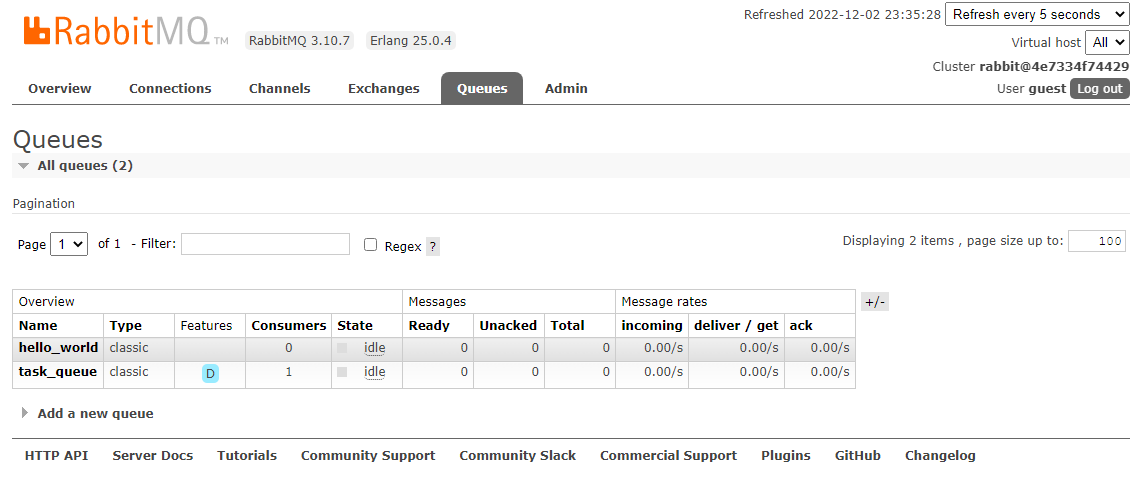 Refreshed 2022-12-02 23:35:28 Refresh every 5 seconds
RabbitMQ TM RabbitMQ 3.10.7 Erlang 25.0.4
Virtual host All
Cluster rabbit@4e7334f74429
User guest Log out
Overview Connections Channels Exchanges Queues Admin
Queues
All queues (2)
Pagination
Page 1 of 1 - Filter: Regex ? Displaying 2 items , page size up to: 100
Overview Messages Message rates +/-
Name Type Features Consumers State Ready Unacked Total incoming deliver / get ack
hello_world classic 0 idle 0 0 0 0.00/s 0.00/s 0.00/s
task_queue classic D 1 idle 0 0 0 0.00/s 0.00/s 0.00/s
Add a new queue
HTTP API Server Docs Tutorials Community Support Community Slack Commercial Support Plugins GitHub Changelog